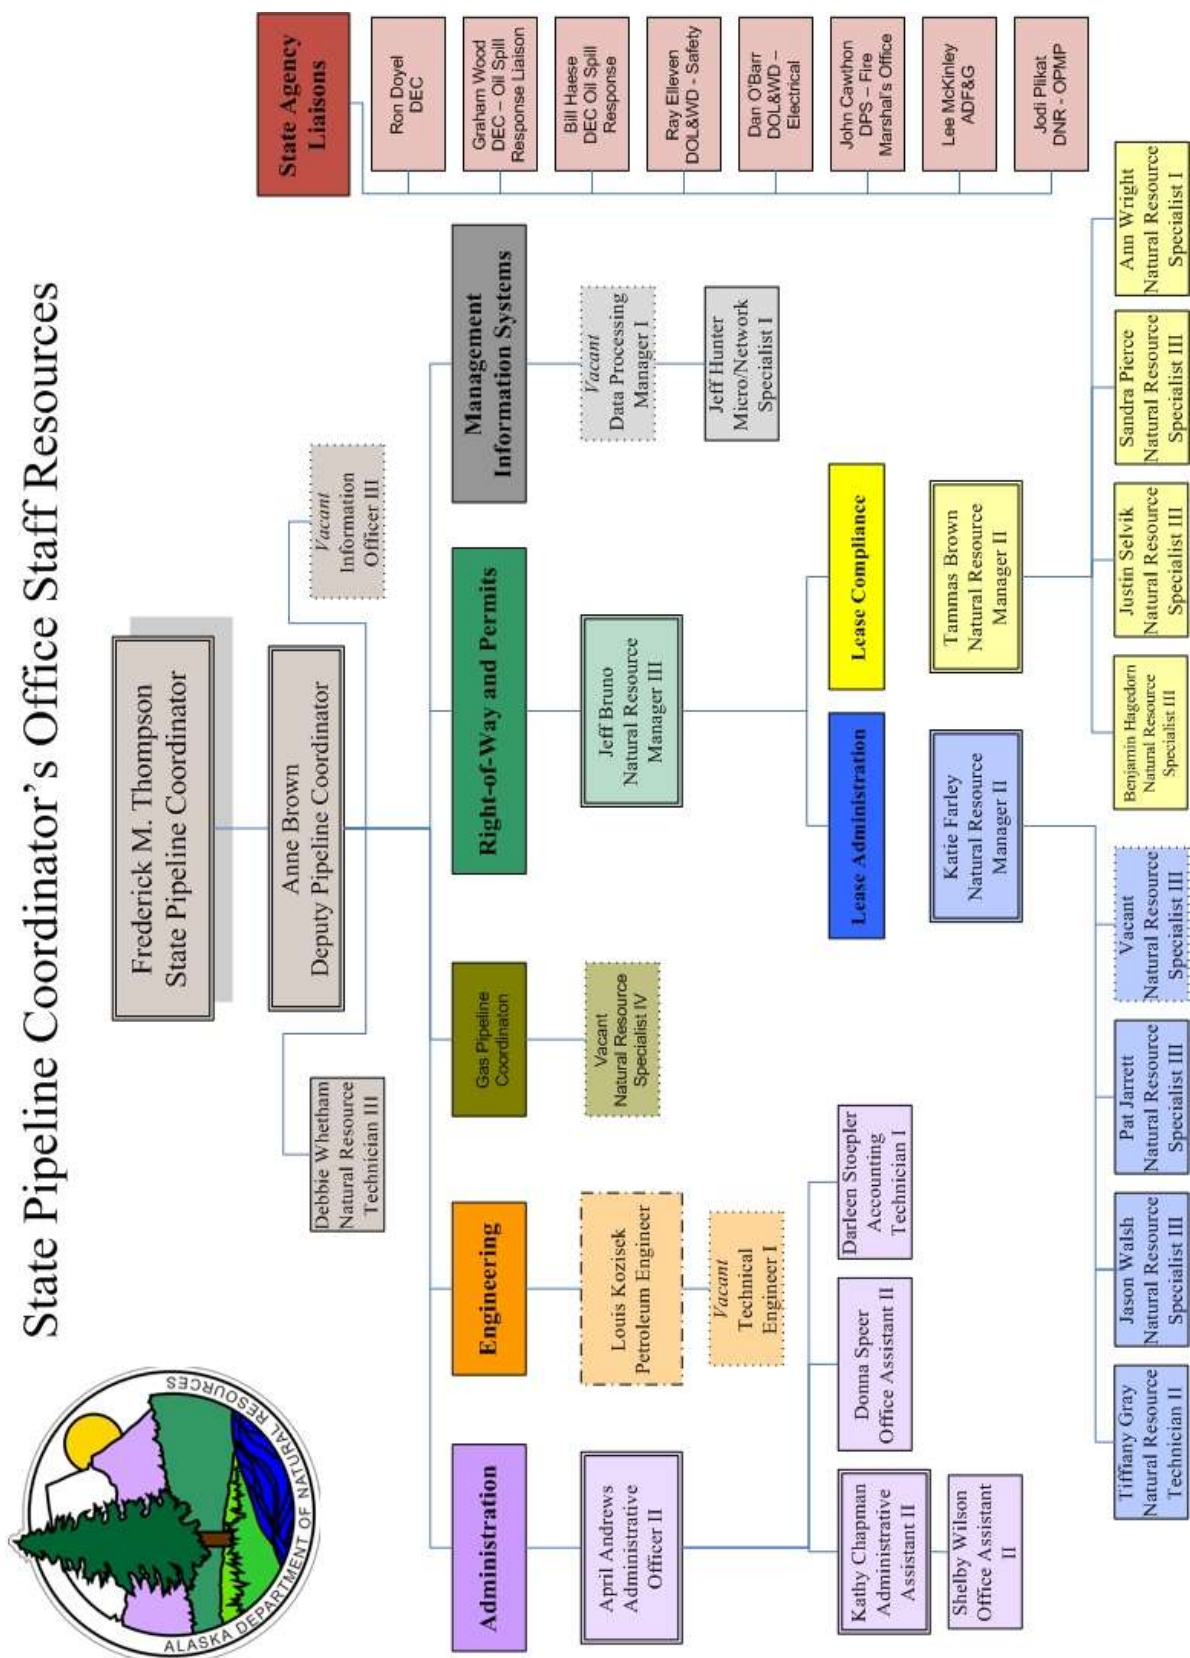 State Pipeline Coordinator's Office Staff Resources
ALASKA DEPARTMENT OF NATURAL RESOURCES
Frederick M. Thompson
State Pipeline Coordinator
Anne Brown
Deputy Pipeline Coordinator
Debbie Whetham
Natural Resource
Technician III
Vacant
Information
Officer III
State Agency
Liaisons
Ron Doyel
DEC
Graham Wood
DEC – Oil Spill
Response Liaison
Bill Haese
DEC Oil Spill
Response
Ray Elleven
DOL&WD - Safety
Dan O'Barr
DOL&WD –
Electrical
John Cawthon
DPS – Fire
Marshal's Office
Lee McKinley
ADF&G
Jodi Plikat
DNR - OPMP
Administration
April Andrews
Administrative
Officer II
Kathy Chapman
Administrative
Assistant II
Shelby Wilson
Office Assistant
II
Donna Speer
Office Assistant II
Darleen Stoepler
Accounting
Technician I
Engineering
Louis Kozisek
Petroleum Engineer
Vacant
Technical
Engineer I
Gas Pipeline
Coordinaton
Vacant
Natural Resource
Specialist IV
Right-of-Way and Permits
Jeff Bruno
Natural Resource
Manager III
Management
Information Systems
Vacant
Data Processing
Manager I
Jeff Hunter
Micro/Network
Specialist I
Lease Administration
Katie Farley
Natural Resource
Manager II
Tiffiany Gray
Natural Resource
Technician II
Jason Walsh
Natural Resource
Specialist III
Pat Jarrett
Natural Resource
Specialist III
Vacant
Natural Resource
Specialist III
Lease Compliance
Tammas Brown
Natural Resource
Manager II
Benjamin Hagedorn
Natural Resource
Specialist III
Justin Selvik
Natural Resource
Specialist III
Sandra Pierce
Natural Resource
Specialist III
Ann Wright
Natural Resource
Specialist I